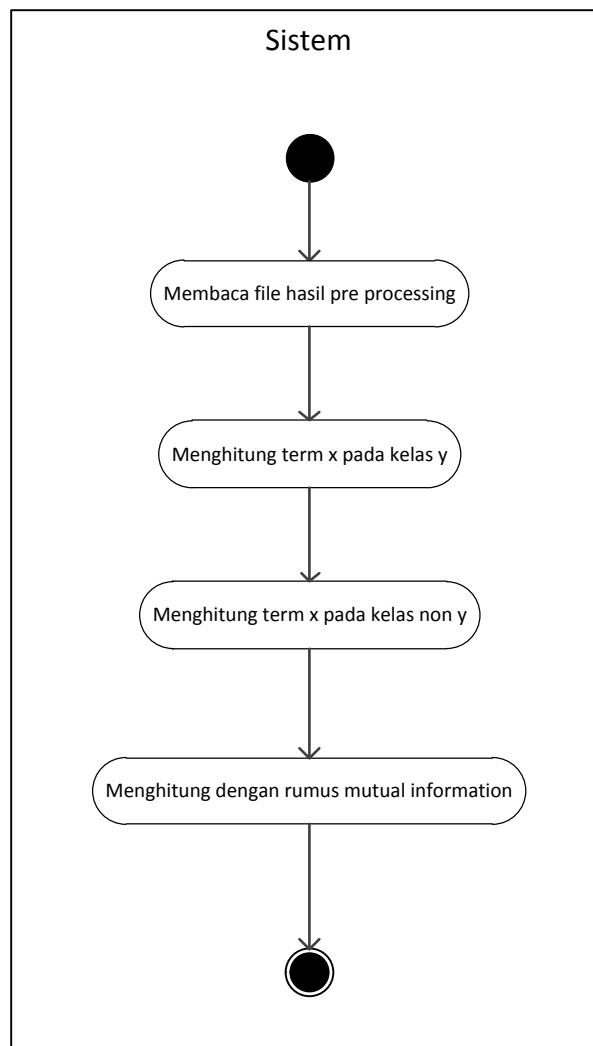 Sistem
Membaca file hasil pre processing
Menghitung term x pada kelas y
Menghitung term x pada kelas non y
Menghitung dengan rumus mutual information